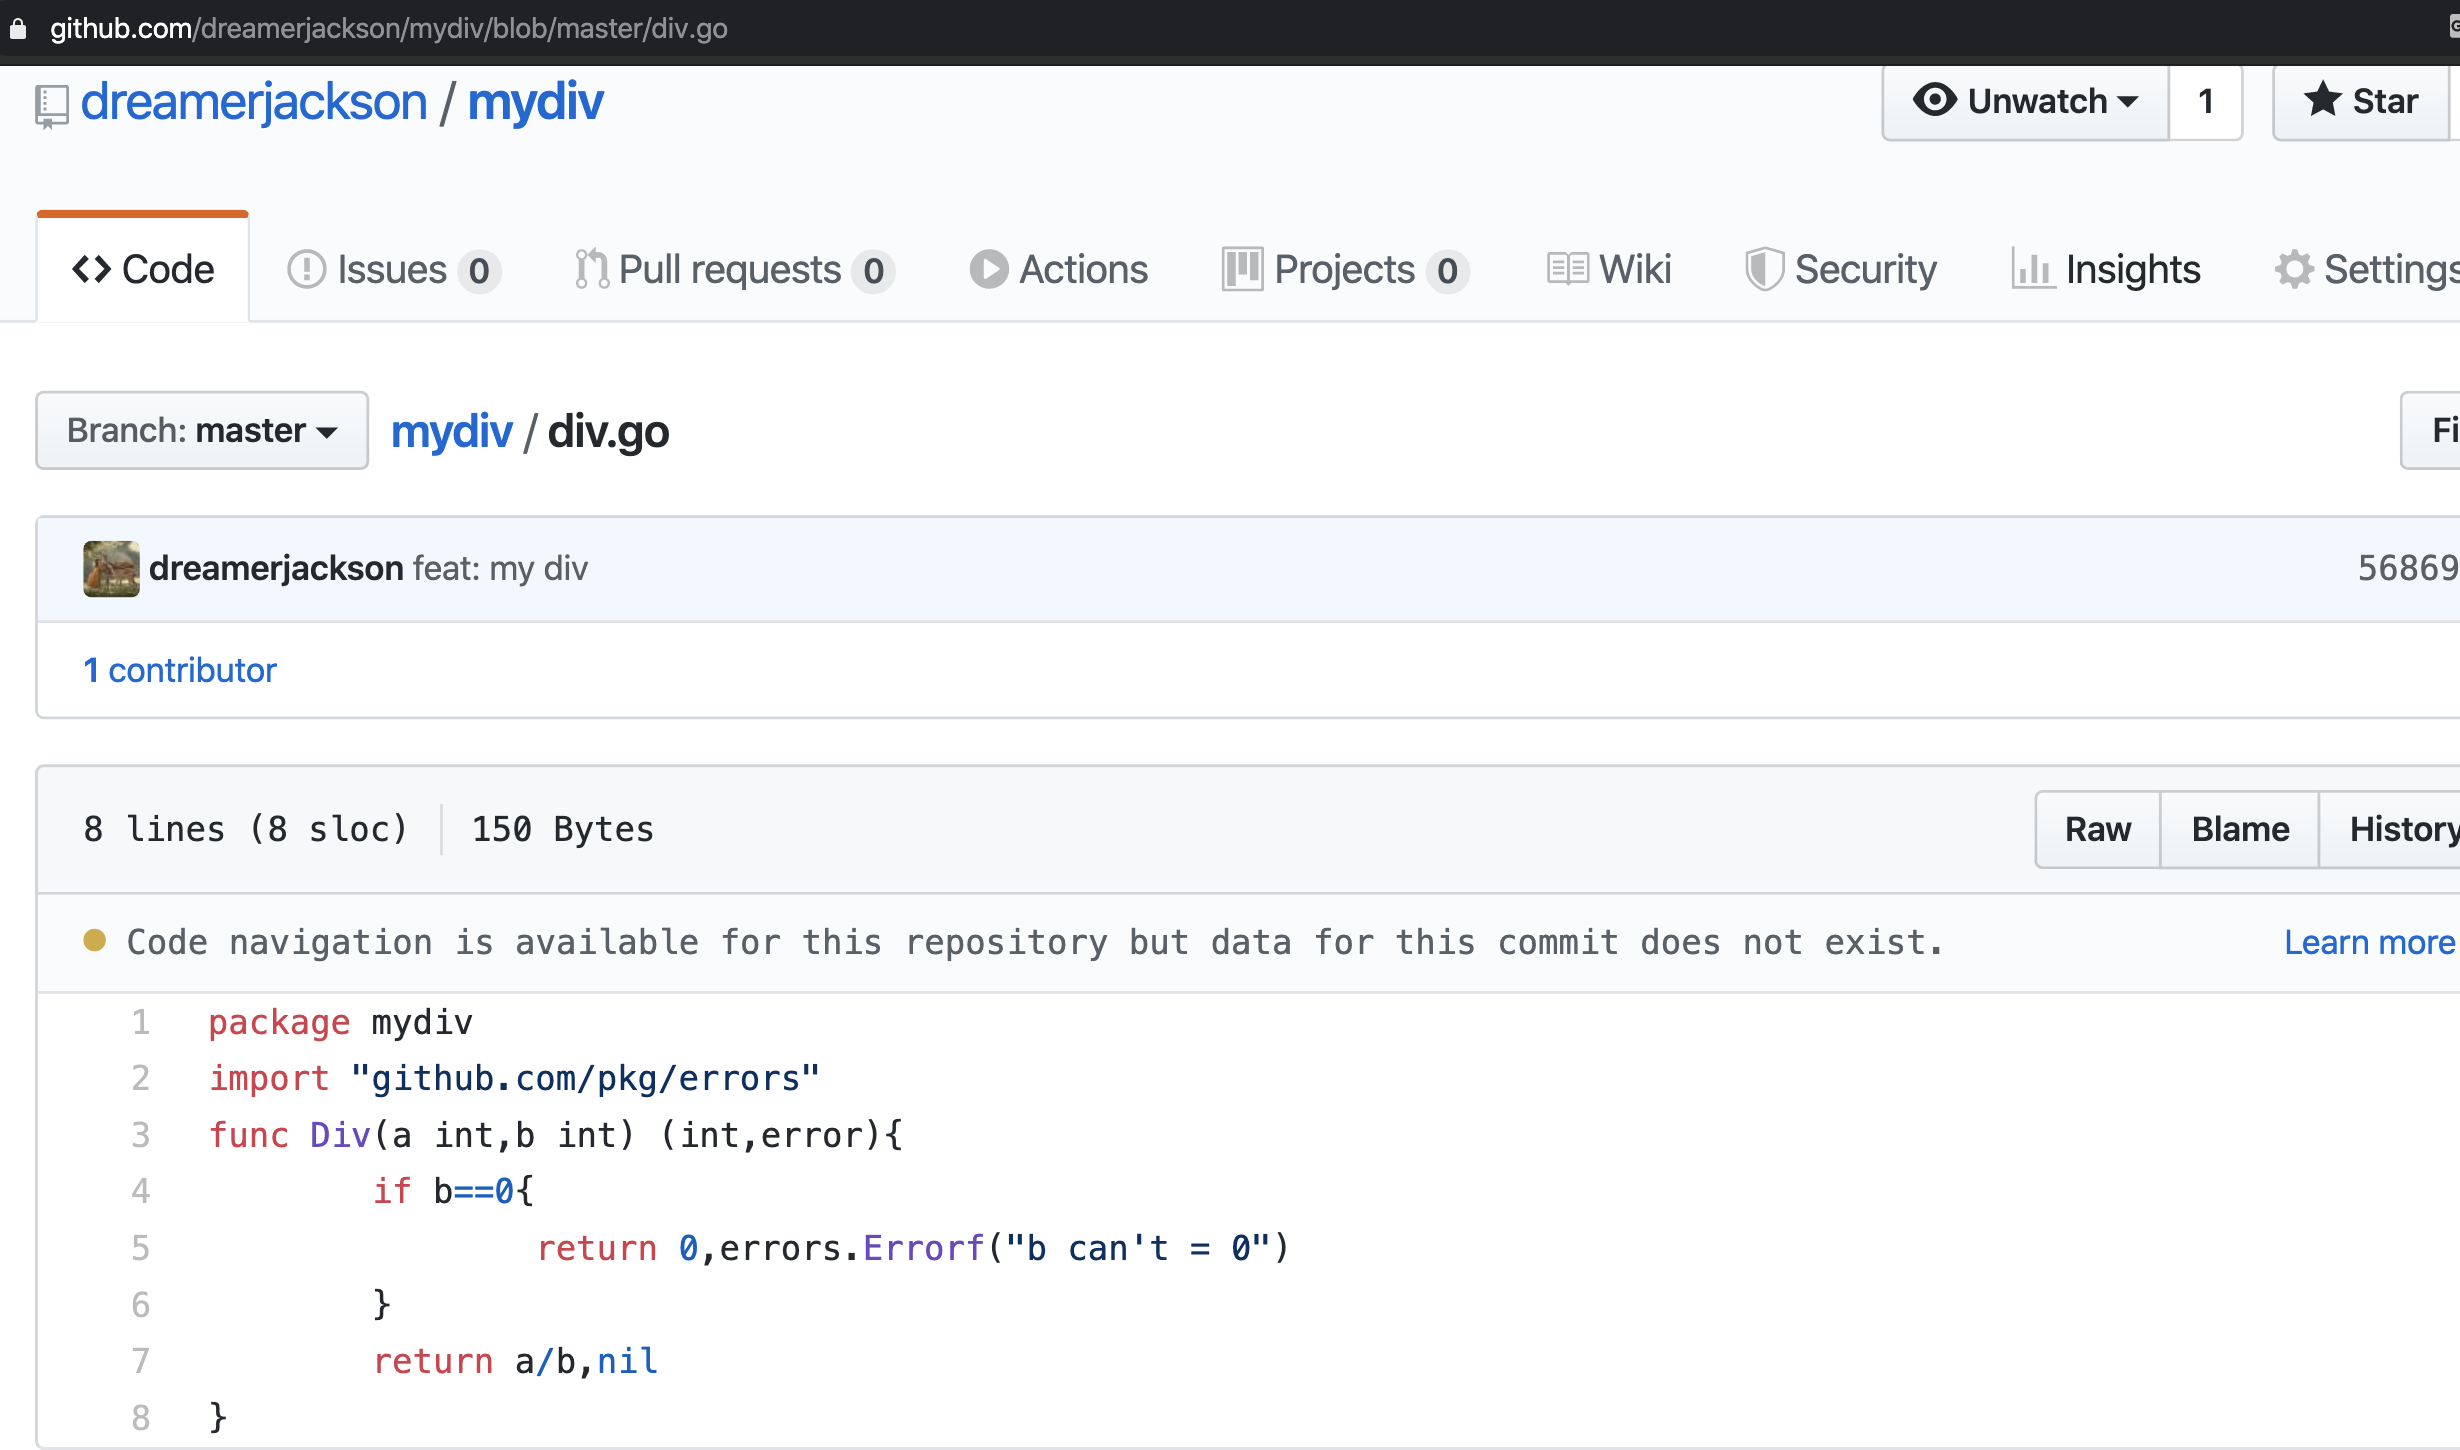 github.com/dreamerjackson/mydiv/blob/master/div.go
dreamerjackson / mydiv
Unwatch 1 Star
Code Issues 0 Pull requests 0 Actions Projects 0 Wiki Security Insights Settings
Branch: master mydiv / div.go
Fi
dreamerjackson feat: my div 56869
1 contributor
8 lines (8 sloc) 150 Bytes Raw Blame History
Code navigation is available for this repository but data for this commit does not exist. Learn more
1 package mydiv
2 import "github.com/pkg/errors"
3 func Div(a int,b int) (int,error){
4 if b==0{
5 return 0,errors.Errorf("b can't = 0")
6 }
7 return a/b,nil
8 }